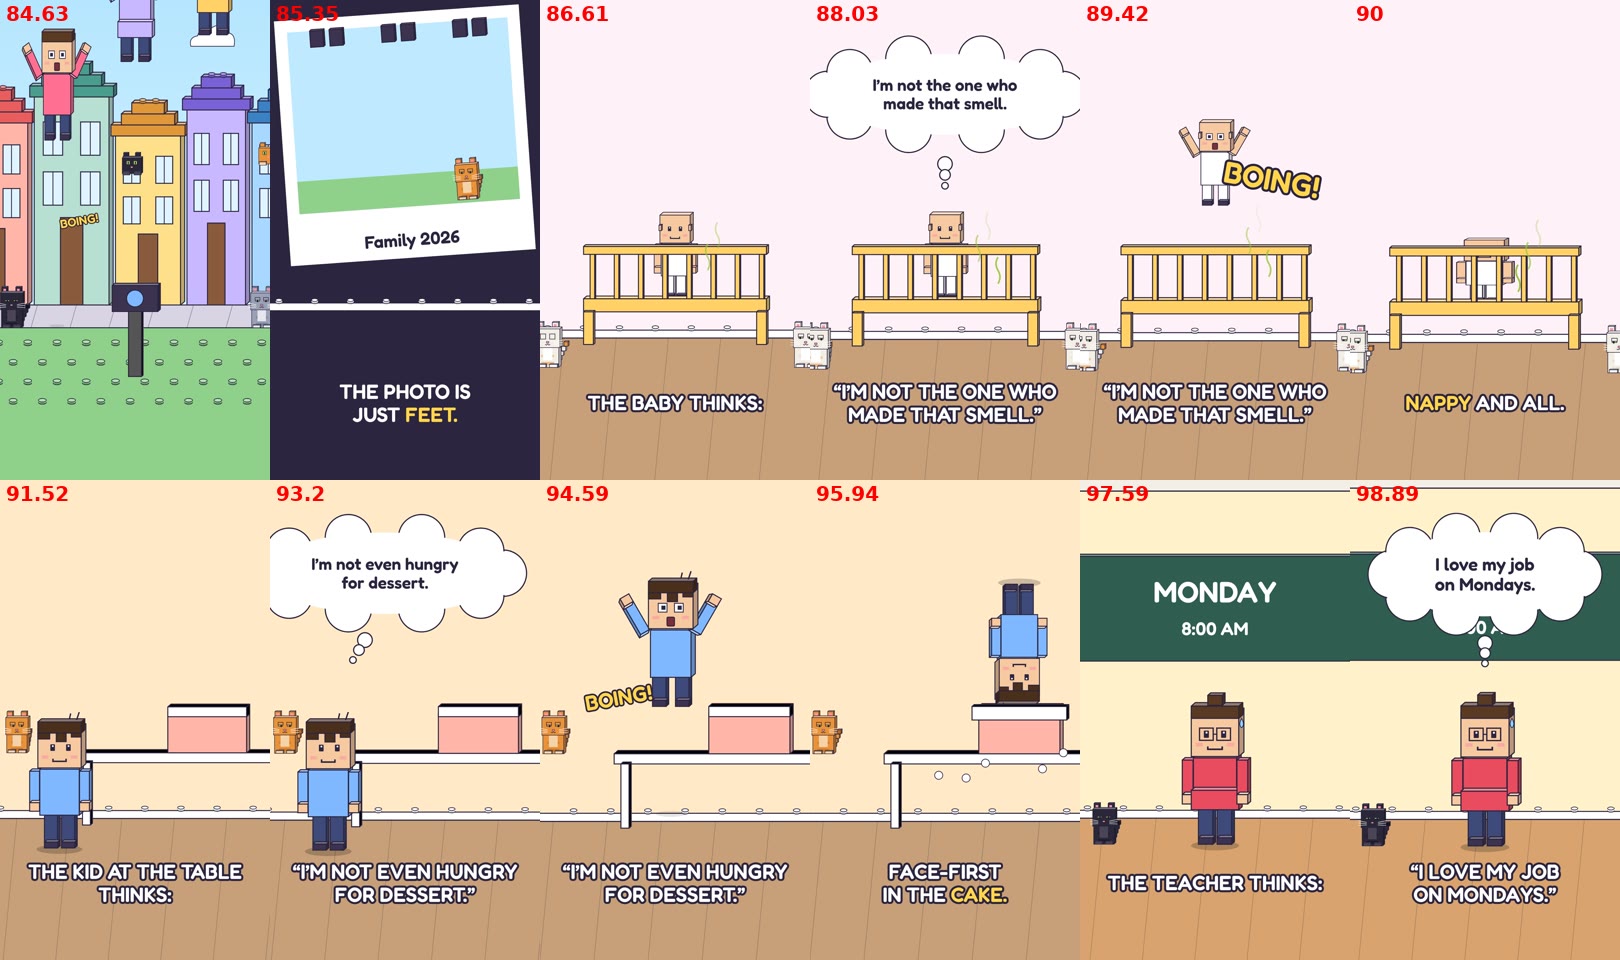 84.63
BOING!
85.35
Family 2026
THE PHOTO IS
JUST FEET.
86.61
THE BABY THINKS:
88.03
I'm not the one who
made that smell.
“I'M NOT THE ONE WHO
MADE THAT SMELL.”
89.42
BOING!
“I'M NOT THE ONE WHO
MADE THAT SMELL.”
90
NAPPY AND ALL.
91.52
THE KID AT THE TABLE
THINKS:
93.2
I'm not even hungry
for dessert.
“I'M NOT EVEN HUNGRY
FOR DESSERT.”
94.59
BOING!
“I'M NOT EVEN HUNGRY
FOR DESSERT.”
95.94
FACE-FIRST
IN THE CAKE.
97.59
MONDAY
8:00 AM
THE TEACHER THINKS:
98.89
I love my job
on Mondays.
“I LOVE MY JOB
ON MONDAYS.”